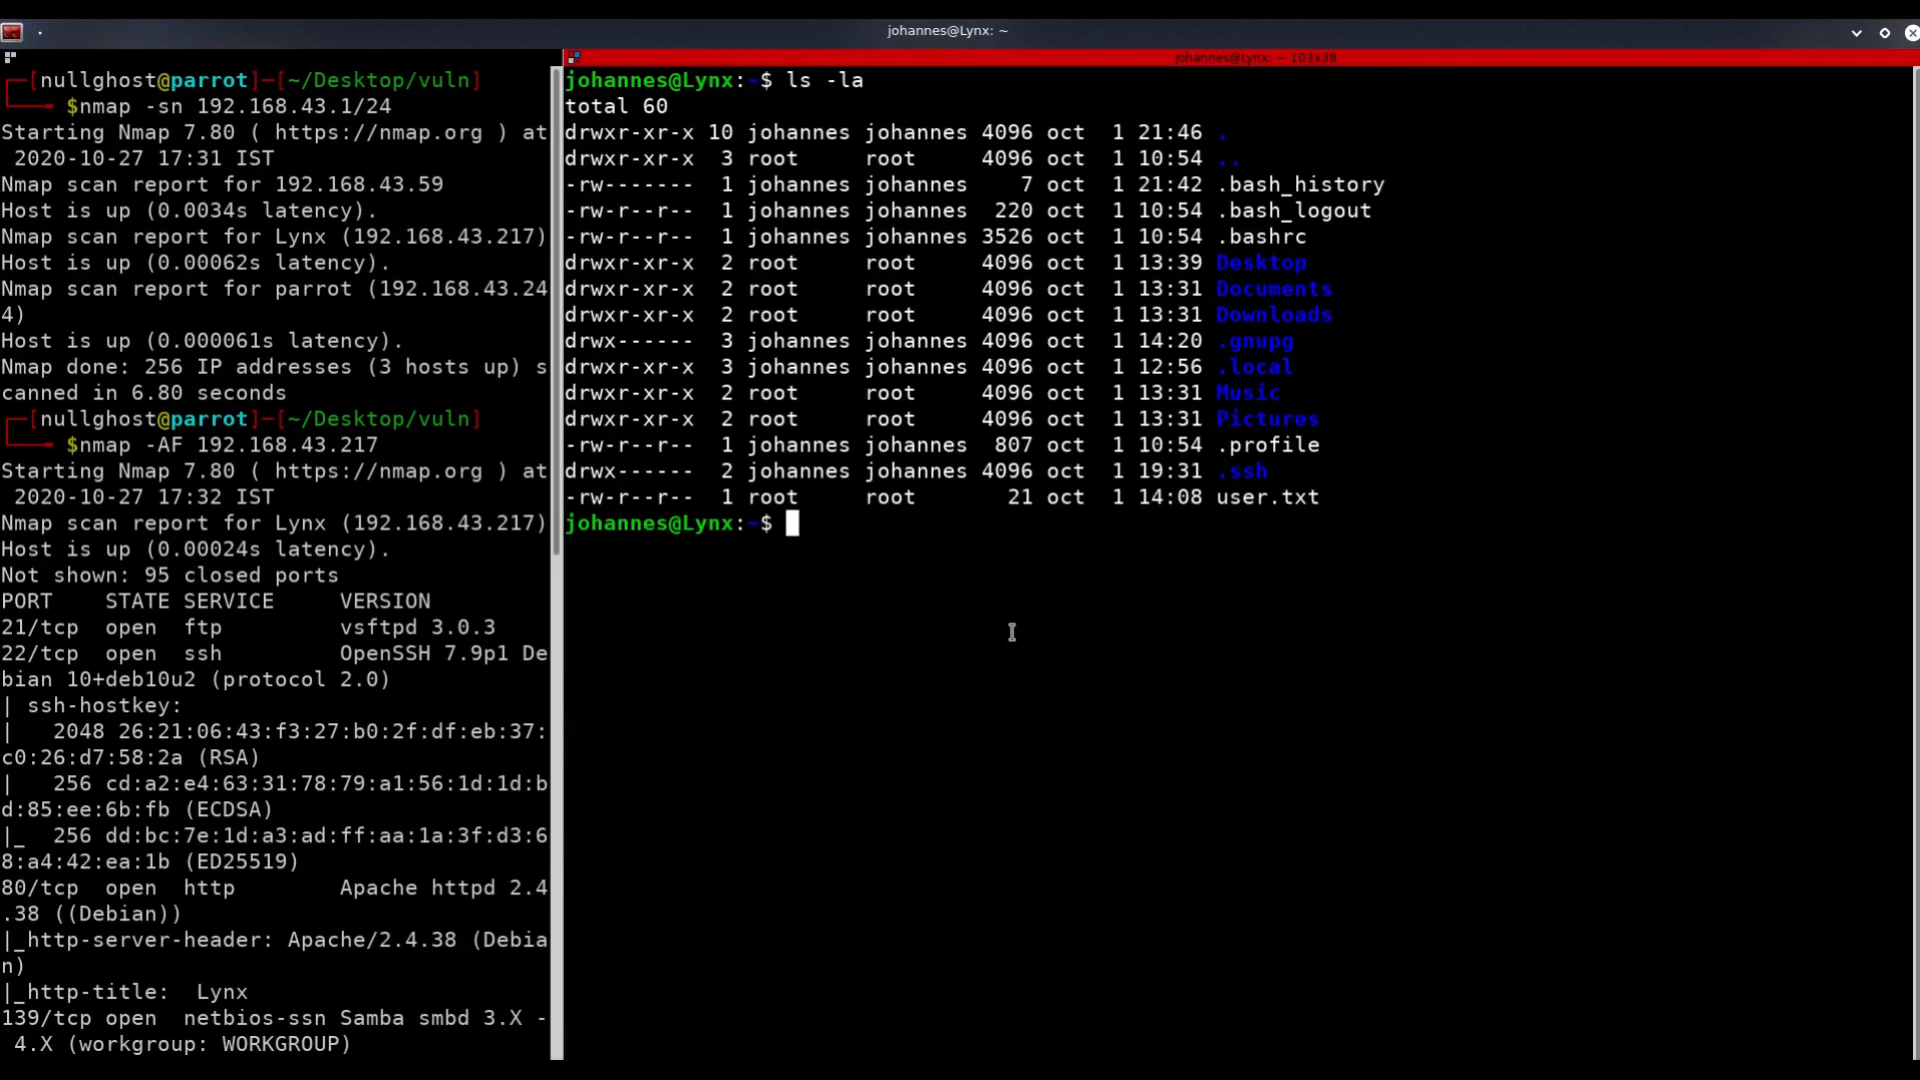 johannes@Lynx: ~
johannes@Lynx: ~ 103x38
[nullghost@parrot]─[~/Desktop/vuln]
$nmap -sn 192.168.43.1/24
Starting Nmap 7.80 ( https://nmap.org ) at
2020-10-27 17:31 IST
Nmap scan report for 192.168.43.59
Host is up (0.0034s latency).
Nmap scan report for Lynx (192.168.43.217)
Host is up (0.00062s latency).
Nmap scan report for parrot (192.168.43.24
4)
Host is up (0.000061s latency).
Nmap done: 256 IP addresses (3 hosts up) s
canned in 6.80 seconds
[nullghost@parrot]─[~/Desktop/vuln]
$nmap -AF 192.168.43.217
Starting Nmap 7.80 ( https://nmap.org ) at
2020-10-27 17:32 IST
Nmap scan report for Lynx (192.168.43.217)
Host is up (0.00024s latency).
Not shown: 95 closed ports
PORT    STATE SERVICE     VERSION
21/tcp  open  ftp         vsftpd 3.0.3
22/tcp  open  ssh         OpenSSH 7.9p1 De
bian 10+deb10u2 (protocol 2.0)
| ssh-hostkey:
|   2048 26:21:06:43:f3:27:b0:2f:df:eb:37:
c0:26:d7:58:2a (RSA)
|   256 cd:a2:e4:63:31:78:79:a1:56:1d:1d:b
d:85:ee:6b:fb (ECDSA)
|_  256 dd:bc:7e:1d:a3:ad:ff:aa:1a:3f:d3:6
8:a4:42:ea:1b (ED25519)
80/tcp  open  http        Apache httpd 2.4
.38 ((Debian))
|_http-server-header: Apache/2.4.38 (Debia
n)
|_http-title:  Lynx
139/tcp open  netbios-ssn Samba smbd 3.X -
4.X (workgroup: WORKGROUP)
johannes@Lynx:~$ ls -la
total 60
drwxr-xr-x 10 johannes johannes 4096 oct  1 21:46 .
drwxr-xr-x  3 root     root     4096 oct  1 10:54 ..
-rw-------  1 johannes johannes    7 oct  1 21:42 .bash_history
-rw-r--r--  1 johannes johannes  220 oct  1 10:54 .bash_logout
-rw-r--r--  1 johannes johannes 3526 oct  1 10:54 .bashrc
drwxr-xr-x  2 root     root     4096 oct  1 13:39 Desktop
drwxr-xr-x  2 root     root     4096 oct  1 13:31 Documents
drwxr-xr-x  2 root     root     4096 oct  1 13:31 Downloads
drwx------  3 johannes johannes 4096 oct  1 14:20 .gnupg
drwxr-xr-x  3 johannes johannes 4096 oct  1 12:56 .local
drwxr-xr-x  2 root     root     4096 oct  1 13:31 Music
drwxr-xr-x  2 root     root     4096 oct  1 13:31 Pictures
-rw-r--r--  1 johannes johannes  807 oct  1 10:54 .profile
drwx------  2 johannes johannes 4096 oct  1 19:31 .ssh
-rw-r--r--  1 root     root       21 oct  1 14:08 user.txt
johannes@Lynx:~$